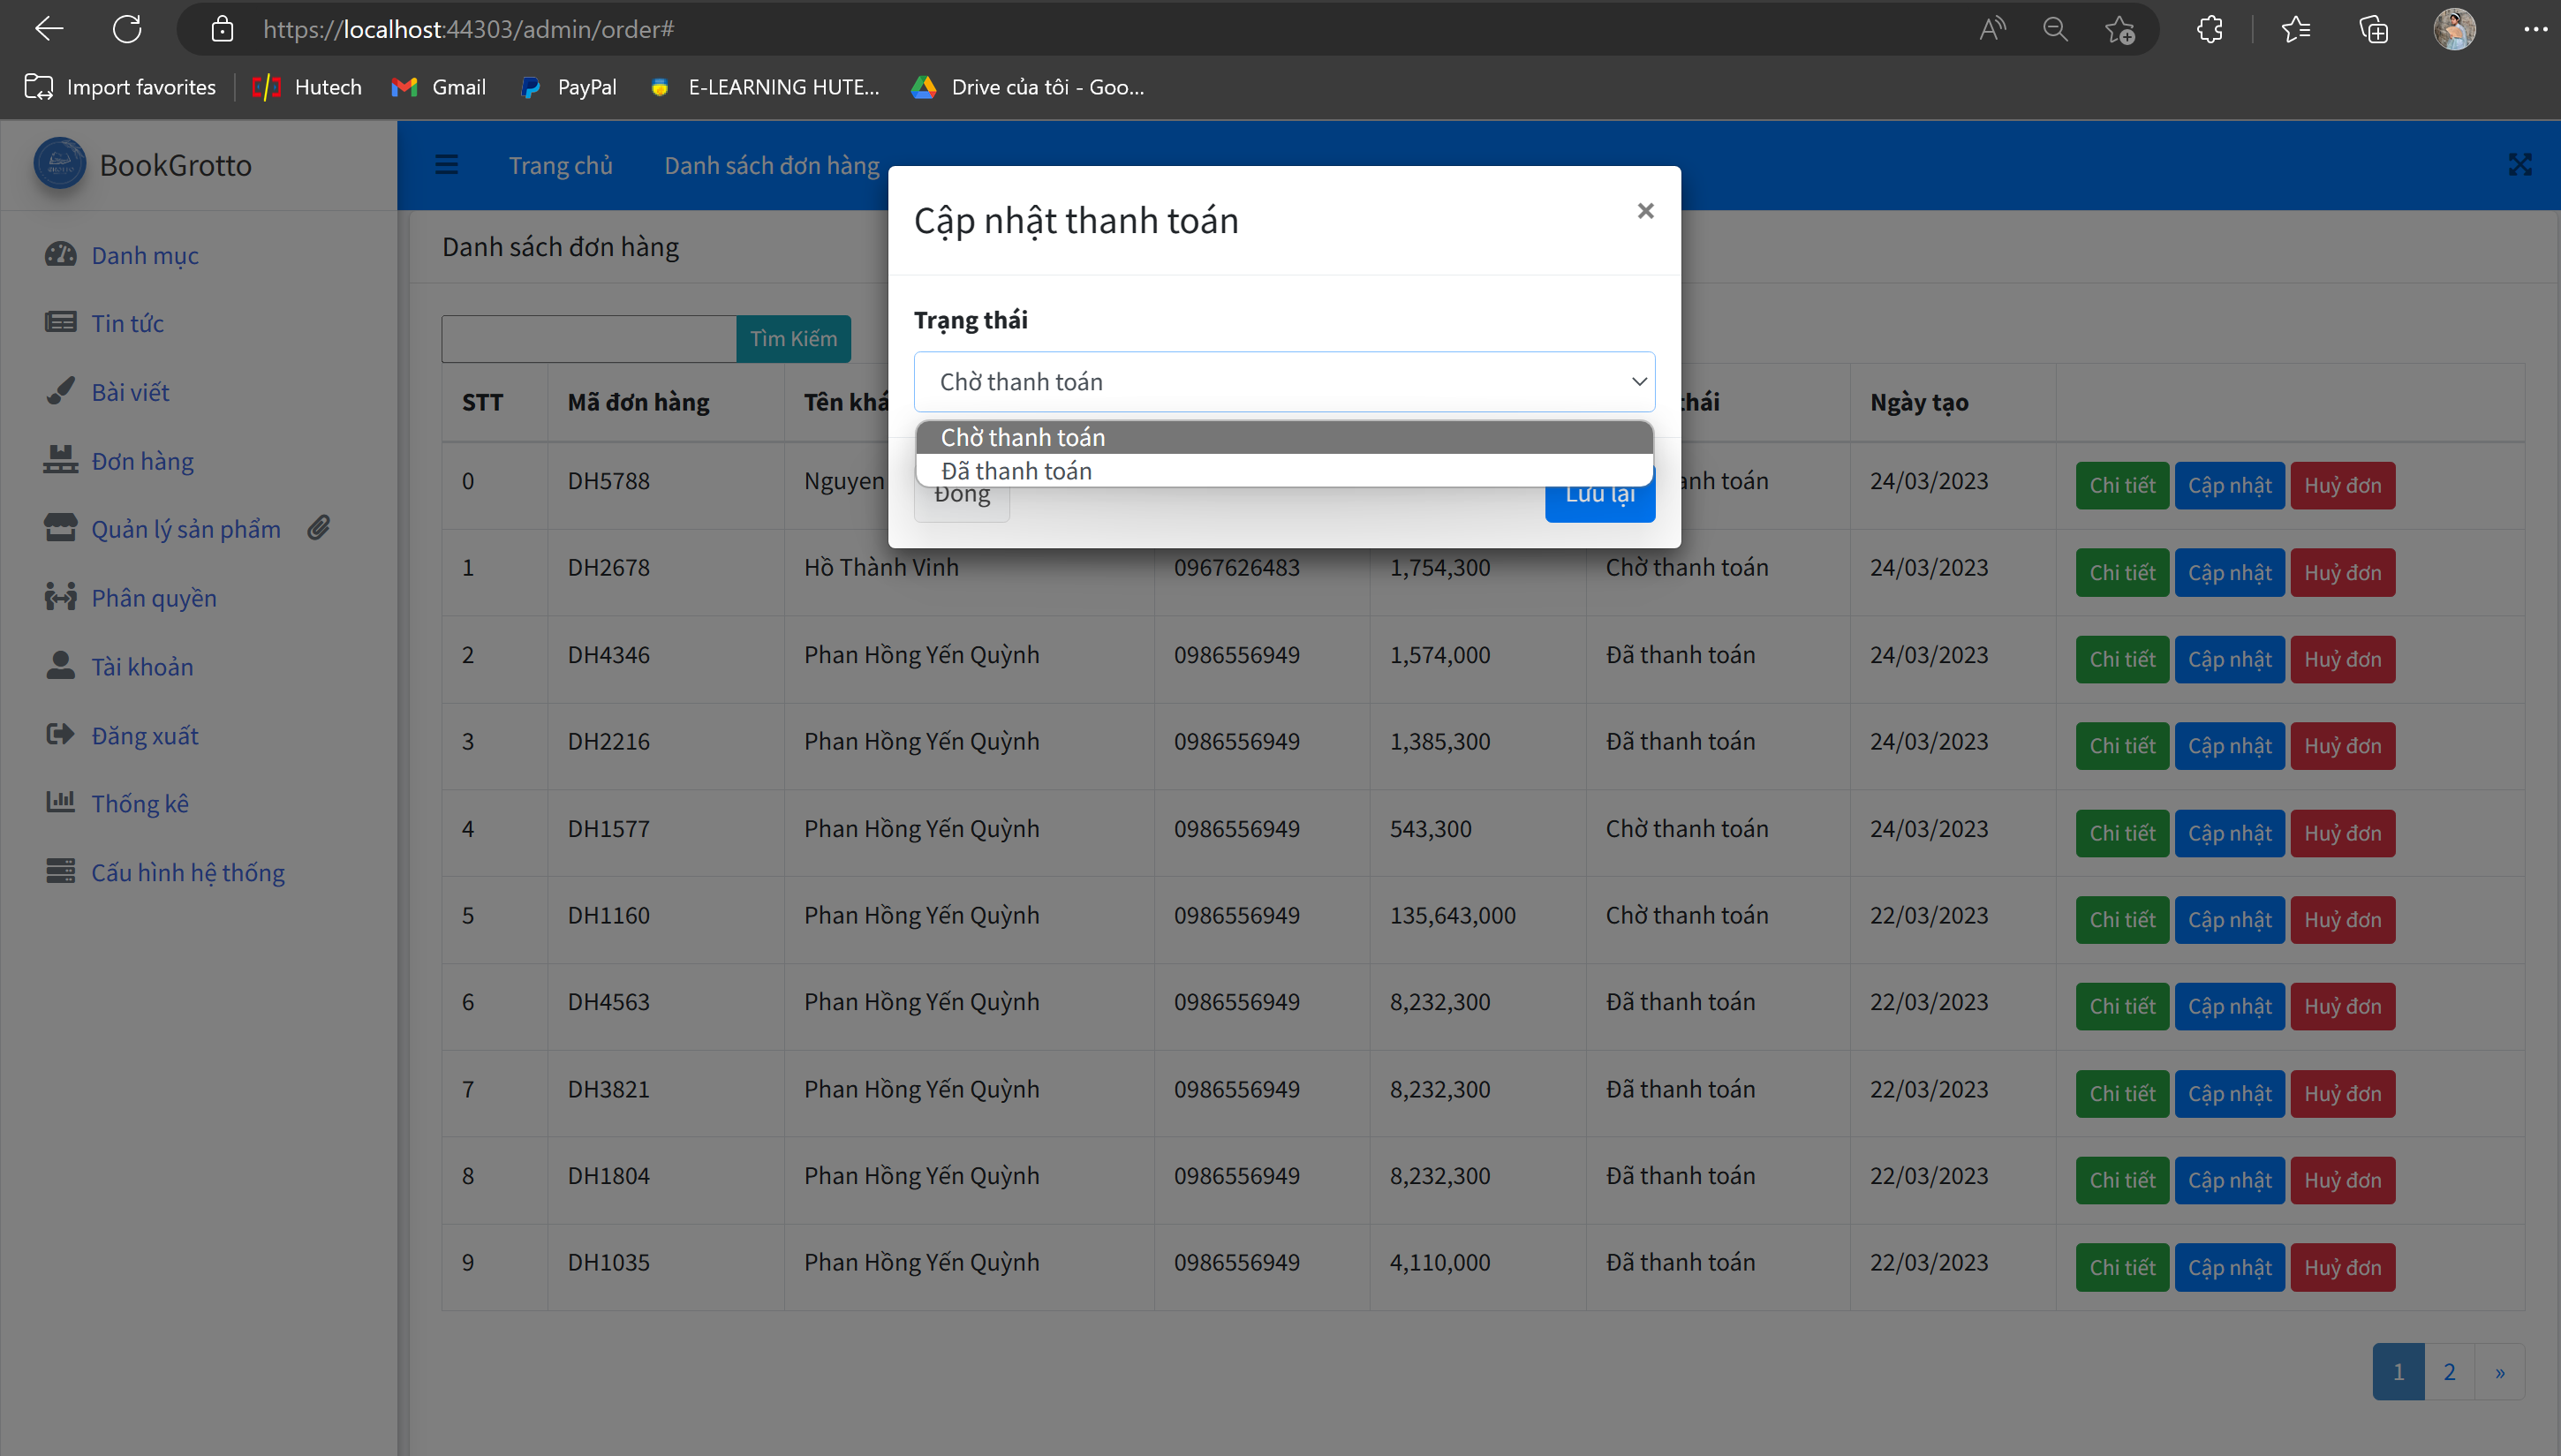 https://localhost:44303/admin/order#
Import favorites
Hutech
Gmail
PayPal
E-LEARNING HUTE...
Drive của tôi - Goo...
BookGrotto
Trang chủ
Danh sách đơn hàng
Danh mục
Tin tức
Bài viết
Đơn hàng
Quản lý sản phẩm
Phân quyền
Tài khoản
Đăng xuất
Thống kê
Cấu hình hệ thống
Danh sách đơn hàng
Tìm Kiếm
Cập nhật thanh toán
×
Trạng thái
Chờ thanh toán
Chờ thanh toán
Đã thanh toán
Đóng
Lưu lại
STT Mã đơn hàng Tên thái Ngày tạo
0 DH5788 Nguyen thanh toán 24/03/2023 Chi tiết Cập nhật Huỷ đơn
1 DH2678 Hồ Thành Vinh 0967626483 1,754,300 Chờ thanh toán 24/03/2023 Chi tiết Cập nhật Huỷ đơn
2 DH4346 Phan Hồng Yến Quỳnh 0986556949 1,574,000 Đã thanh toán 24/03/2023 Chi tiết Cập nhật Huỷ đơn
3 DH2216 Phan Hồng Yến Quỳnh 0986556949 1,385,300 Đã thanh toán 24/03/2023 Chi tiết Cập nhật Huỷ đơn
4 DH1577 Phan Hồng Yến Quỳnh 0986556949 543,300 Chờ thanh toán 24/03/2023 Chi tiết Cập nhật Huỷ đơn
5 DH1160 Phan Hồng Yến Quỳnh 0986556949 135,643,000 Chờ thanh toán 22/03/2023 Chi tiết Cập nhật Huỷ đơn
6 DH4563 Phan Hồng Yến Quỳnh 0986556949 8,232,300 Đã thanh toán 22/03/2023 Chi tiết Cập nhật Huỷ đơn
7 DH3821 Phan Hồng Yến Quỳnh 0986556949 8,232,300 Đã thanh toán 22/03/2023 Chi tiết Cập nhật Huỷ đơn
8 DH1804 Phan Hồng Yến Quỳnh 0986556949 8,232,300 Đã thanh toán 22/03/2023 Chi tiết Cập nhật Huỷ đơn
9 DH1035 Phan Hồng Yến Quỳnh 0986556949 4,110,000 Đã thanh toán 22/03/2023 Chi tiết Cập nhật Huỷ đơn
1 2 »